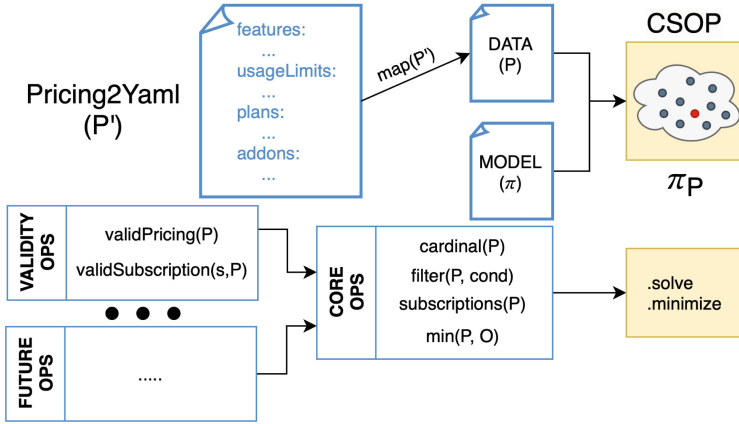 Pricing2Yaml
(P')
features:
...
usageLimits:
...
plans:
...
addons:
...
map(P')
DATA
(P)
MODEL
(π)
CSOP
πP
VALIDITY
OPS
validPricing(P)
validSubscription(s,P)
FUTURE
OPS
.....
CORE
OPS
cardinal(P)
filter(P, cond)
subscriptions(P)
min(P, O)
.solve
.minimize